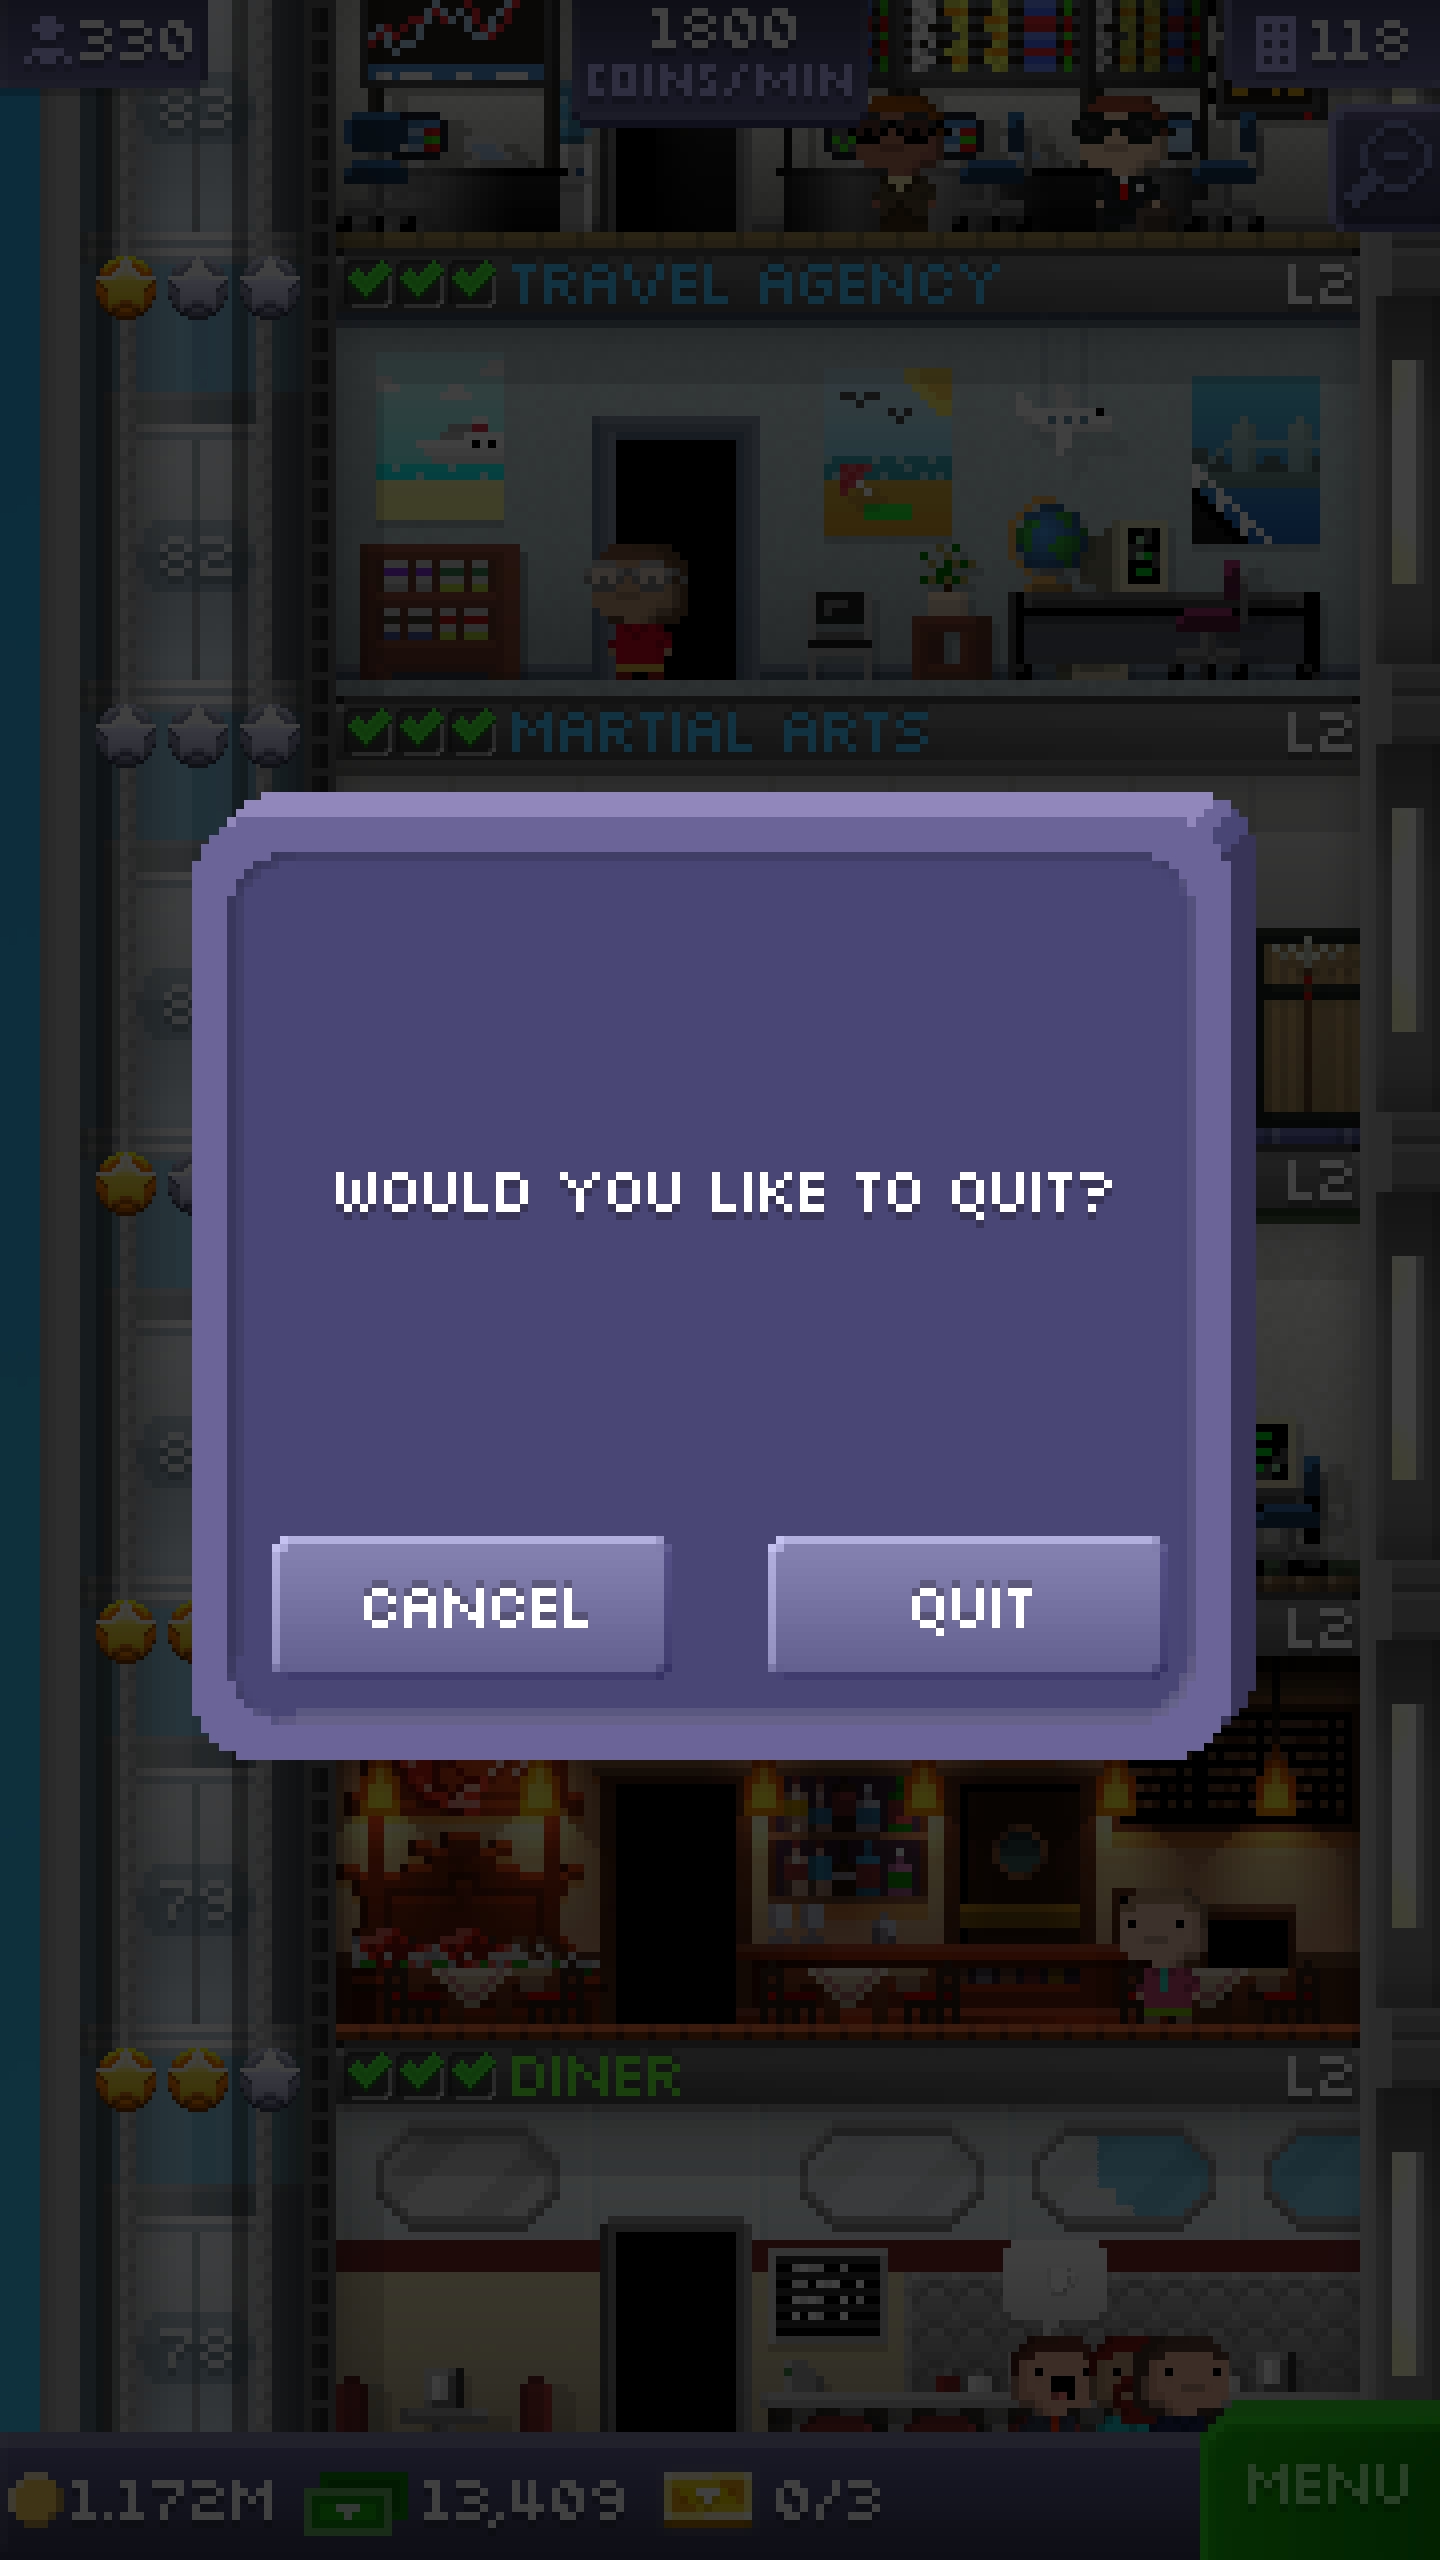 330
1800
COINS/MIN
118
83
TRAVEL AGENCY
L2
82
MARTIAL ARTS
L2
L2
WOULD YOU LIKE TO QUIT?
CANCEL
QUIT
L2
79
DINER
L2
78
1.172M
13,409
0/3
MENU